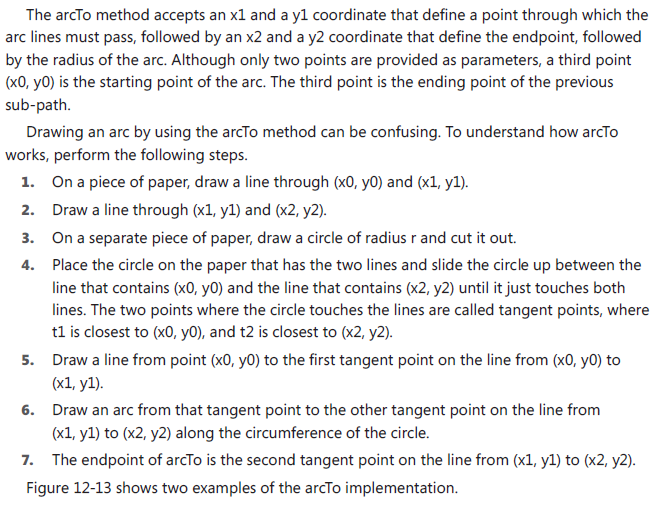 The arcTo method accepts an x1 and a y1 coordinate that define a point through which the
arc lines must pass, followed by an x2 and a y2 coordinate that define the endpoint, followed
by the radius of the arc. Although only two points are provided as parameters, a third point
(x0, y0) is the starting point of the arc. The third point is the ending point of the previous
sub-path.
Drawing an arc by using the arcTo method can be confusing. To understand how arcTo
works, perform the following steps.
1. On a piece of paper, draw a line through (x0, y0) and (x1, y1).
2. Draw a line through (x1, y1) and (x2, y2).
3. On a separate piece of paper, draw a circle of radius r and cut it out.
4. Place the circle on the paper that has the two lines and slide the circle up between the
line that contains (x0, y0) and the line that contains (x2, y2) until it just touches both
lines. The two points where the circle touches the lines are called tangent points, where
t1 is closest to (x0, y0), and t2 is closest to (x2, y2).
5. Draw a line from point (x0, y0) to the first tangent point on the line from (x0, y0) to
(x1, y1).
6. Draw an arc from that tangent point to the other tangent point on the line from
(x1, y1) to (x2, y2) along the circumference of the circle.
7. The endpoint of arcTo is the second tangent point on the line from (x1, y1) to (x2, y2).
Figure 12-13 shows two examples of the arcTo implementation.